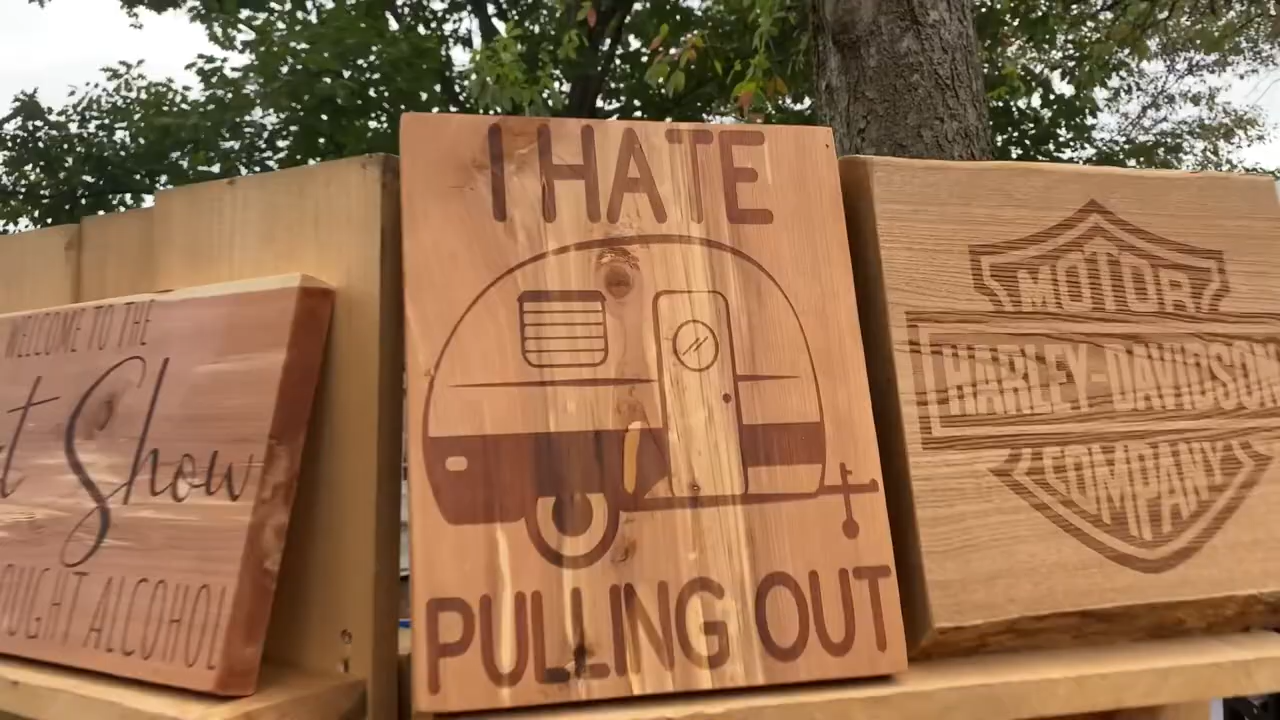 WELCOME TO THE
t Show
OUGHT ALCOHOL
I HATE
PULLING OUT
MOTOR
HARLEY-DAVIDSON
COMPANY